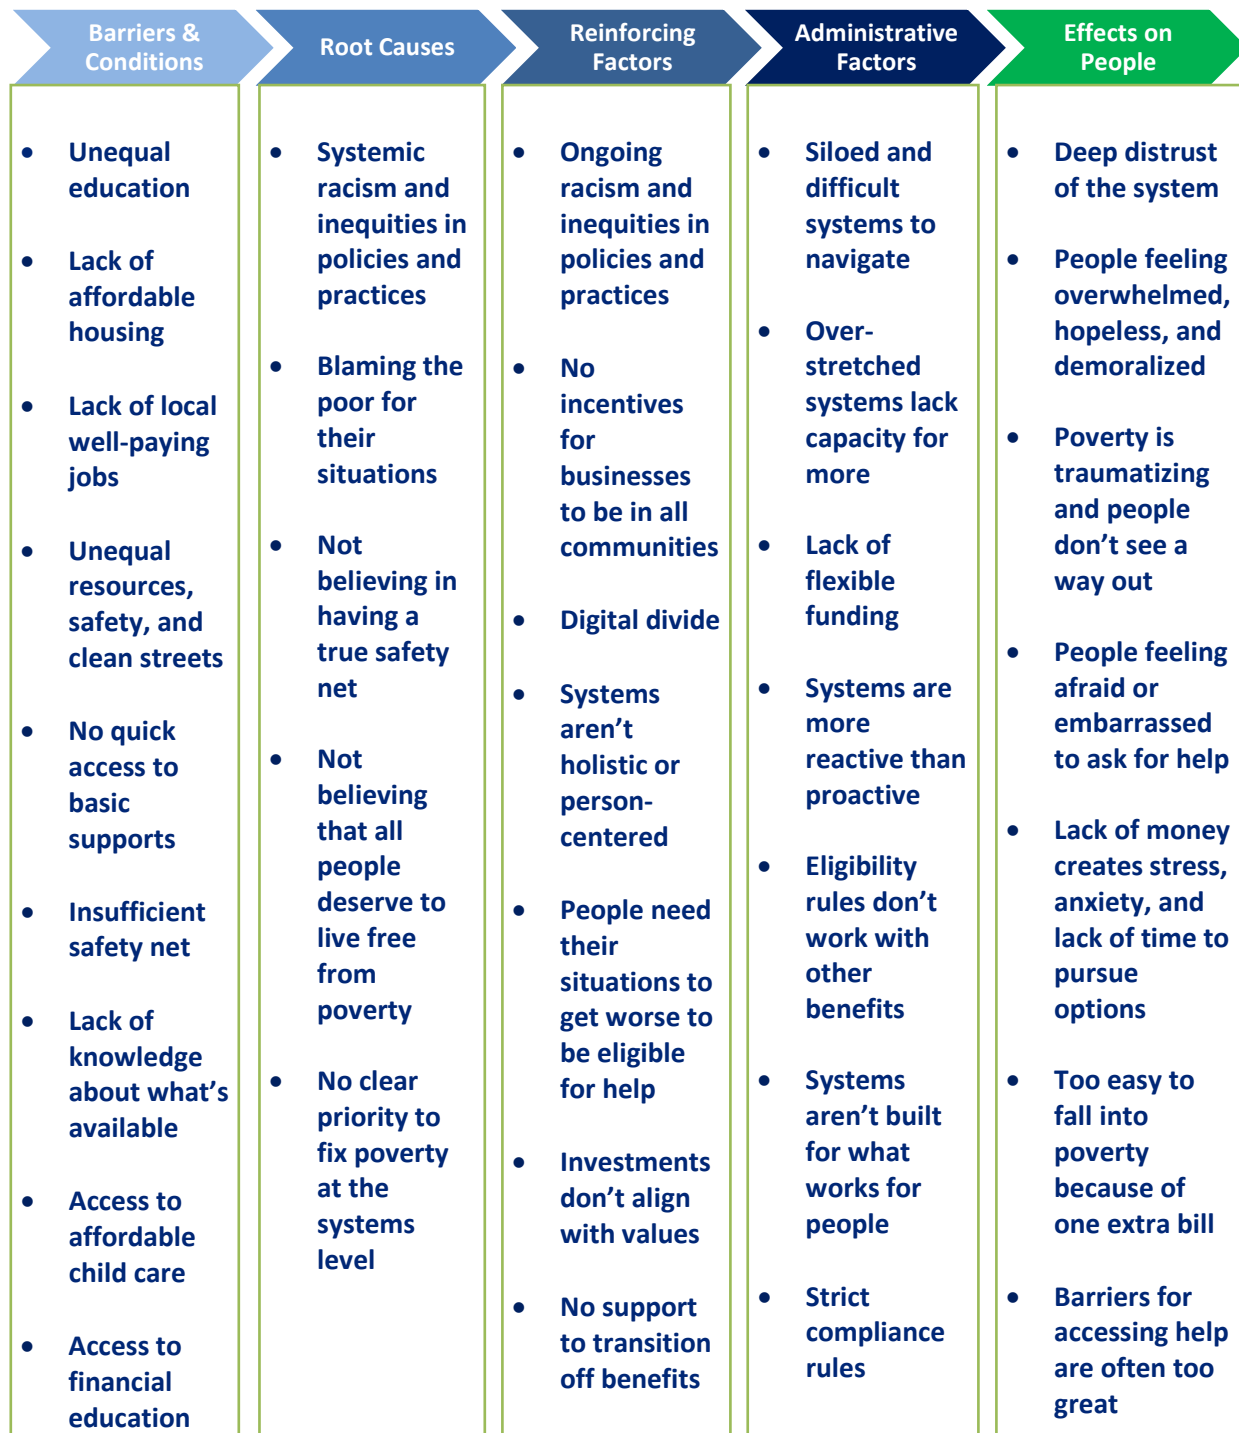 Barriers &
Conditions
Root Causes
Reinforcing
Factors
Administrative
Factors
Effects on
People
• Unequal
education
• Lack of
affordable
housing
• Lack of local
well-paying
jobs
• Unequal
resources,
safety, and
clean streets
• No quick
access to
basic
supports
• Insufficient
safety net
• Lack of
knowledge
about what’s
available
• Access to
affordable
child care
• Access to
financial
education
• Systemic
racism and
inequities in
policies and
practices
• Blaming the
poor for
their
situations
• Not
believing in
having a
true safety
net
• Not
believing
that all
people
deserve to
live free
from
poverty
• No clear
priority to
fix poverty
at the
systems
level
• Ongoing
racism and
inequities in
policies and
practices
• No
incentives
for
businesses
to be in all
communities
• Digital divide
• Systems
aren’t
holistic or
person-
centered
• People need
their
situations to
get worse to
be eligible
for help
• Investments
don’t align
with values
• No support
to transition
off benefits
• Siloed and
difficult
systems to
navigate
• Over-
stretched
systems lack
capacity for
more
• Lack of
flexible
funding
• Systems are
more
reactive than
proactive
• Eligibility
rules don’t
work with
other
benefits
• Systems
aren’t built
for what
works for
people
• Strict
compliance
rules
• Deep distrust
of the system
• People feeling
overwhelmed,
hopeless, and
demoralized
• Poverty is
traumatizing
and people
don’t see a
way out
• People feeling
afraid or
embarrassed
to ask for help
• Lack of money
creates stress,
anxiety, and
lack of time to
pursue
options
• Too easy to
fall into
poverty
because of
one extra bill
• Barriers for
accessing help
are often too
great